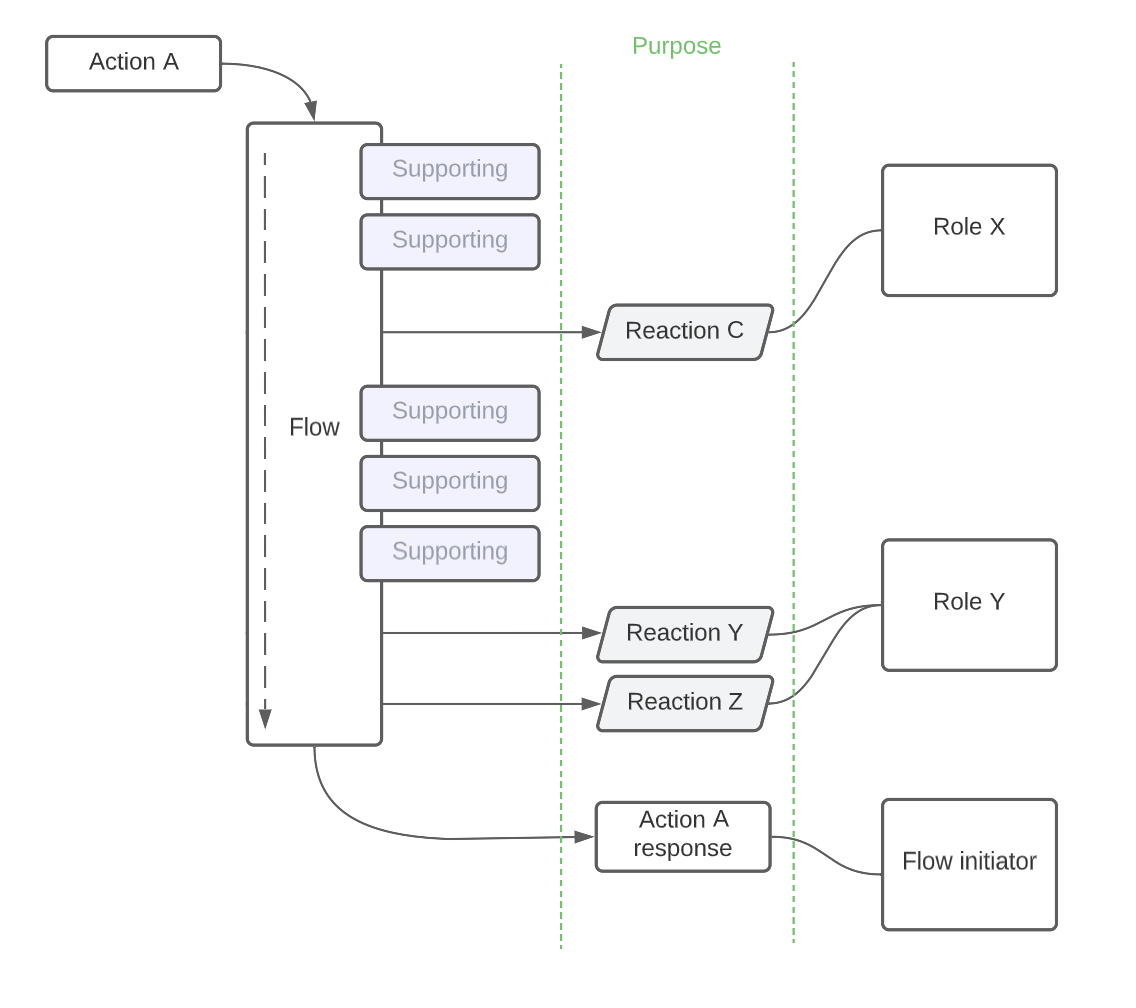 Purpose
Action A
Supporting
Supporting
Role X
Reaction C
Supporting
Flow
Supporting
Supporting
Role Y
Reaction Y
Reaction Z
Action A
response
Flow initiator